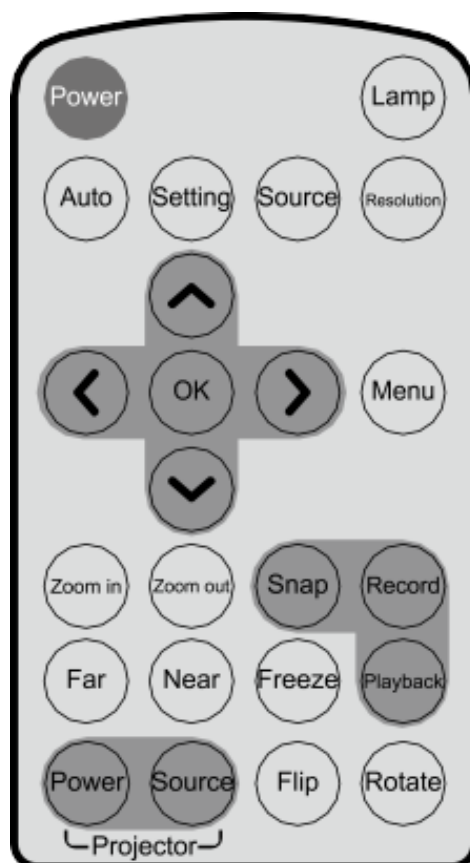 Power Lamp
Auto Setting Source Resolution
OK Menu
Zoom in Zoom out Snap Record
Far Near Freeze Playback
Power Source Flip Rotate
Projector